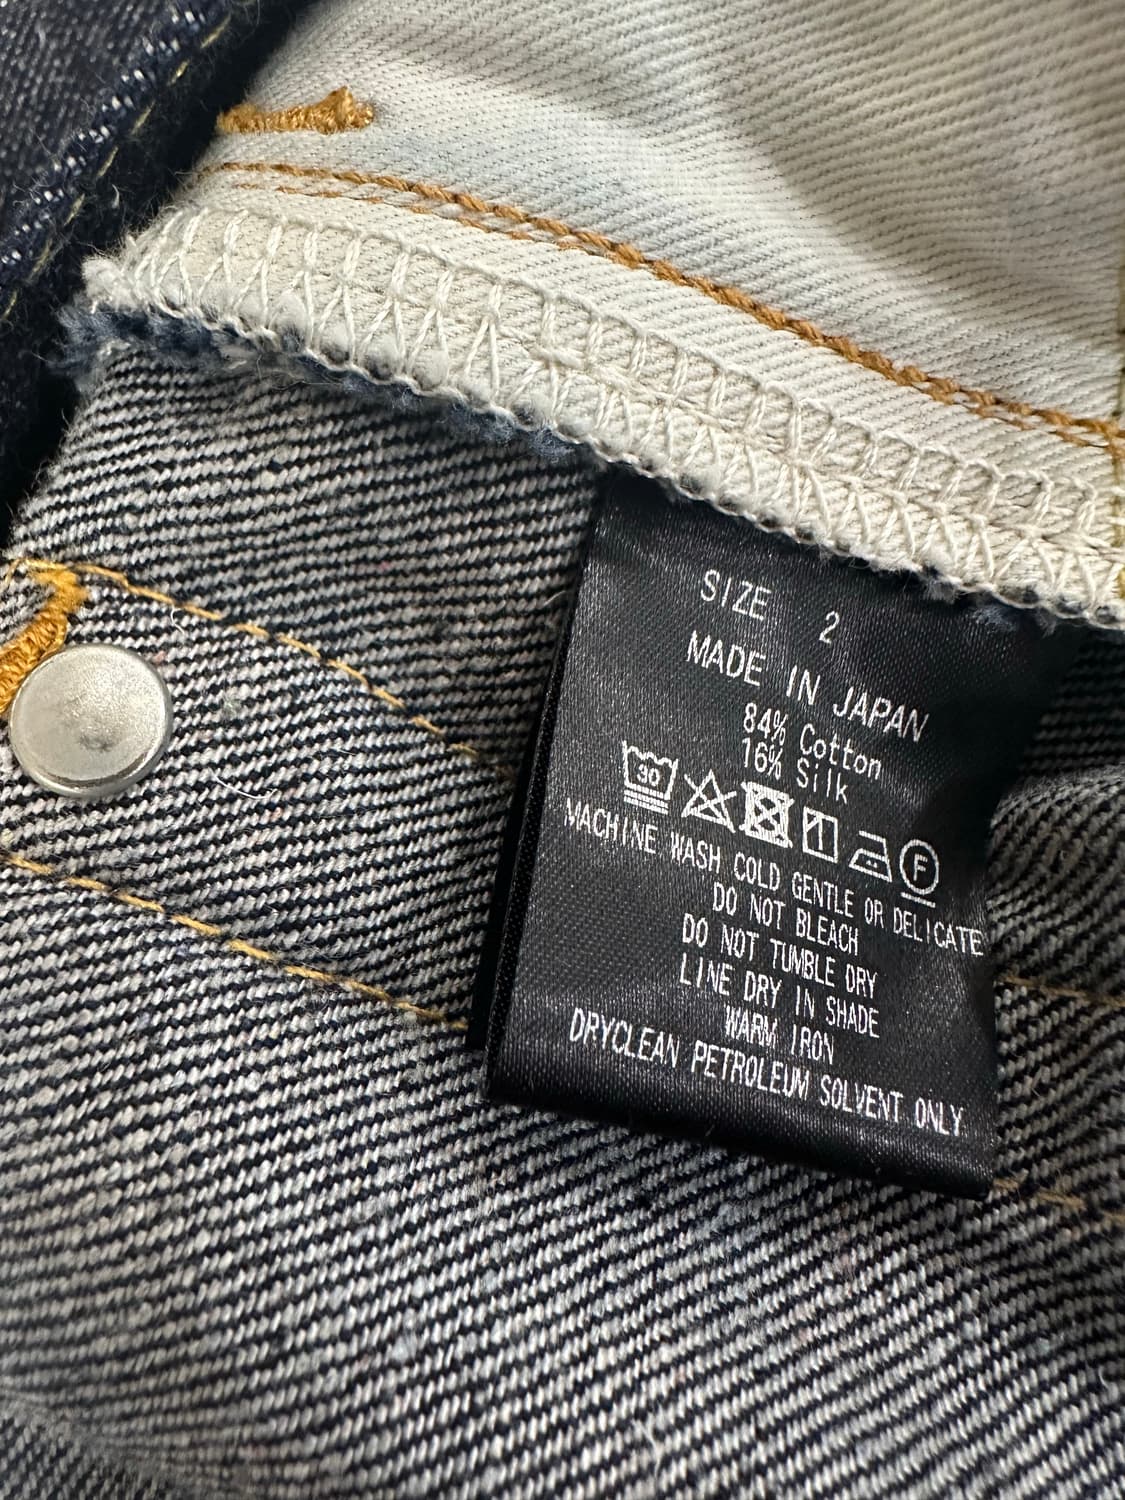 SIZE 2
MADE IN JAPAN
84% Cotton
16% Silk
30 F
MACHINE WASH COLD GENTLE OR DELICATE
DO NOT BLEACH
DO NOT TUMBLE DRY
LINE DRY IN SHADE
WARM IRON
DRYCLEAN PETROLEUM SOLVENT ONLY